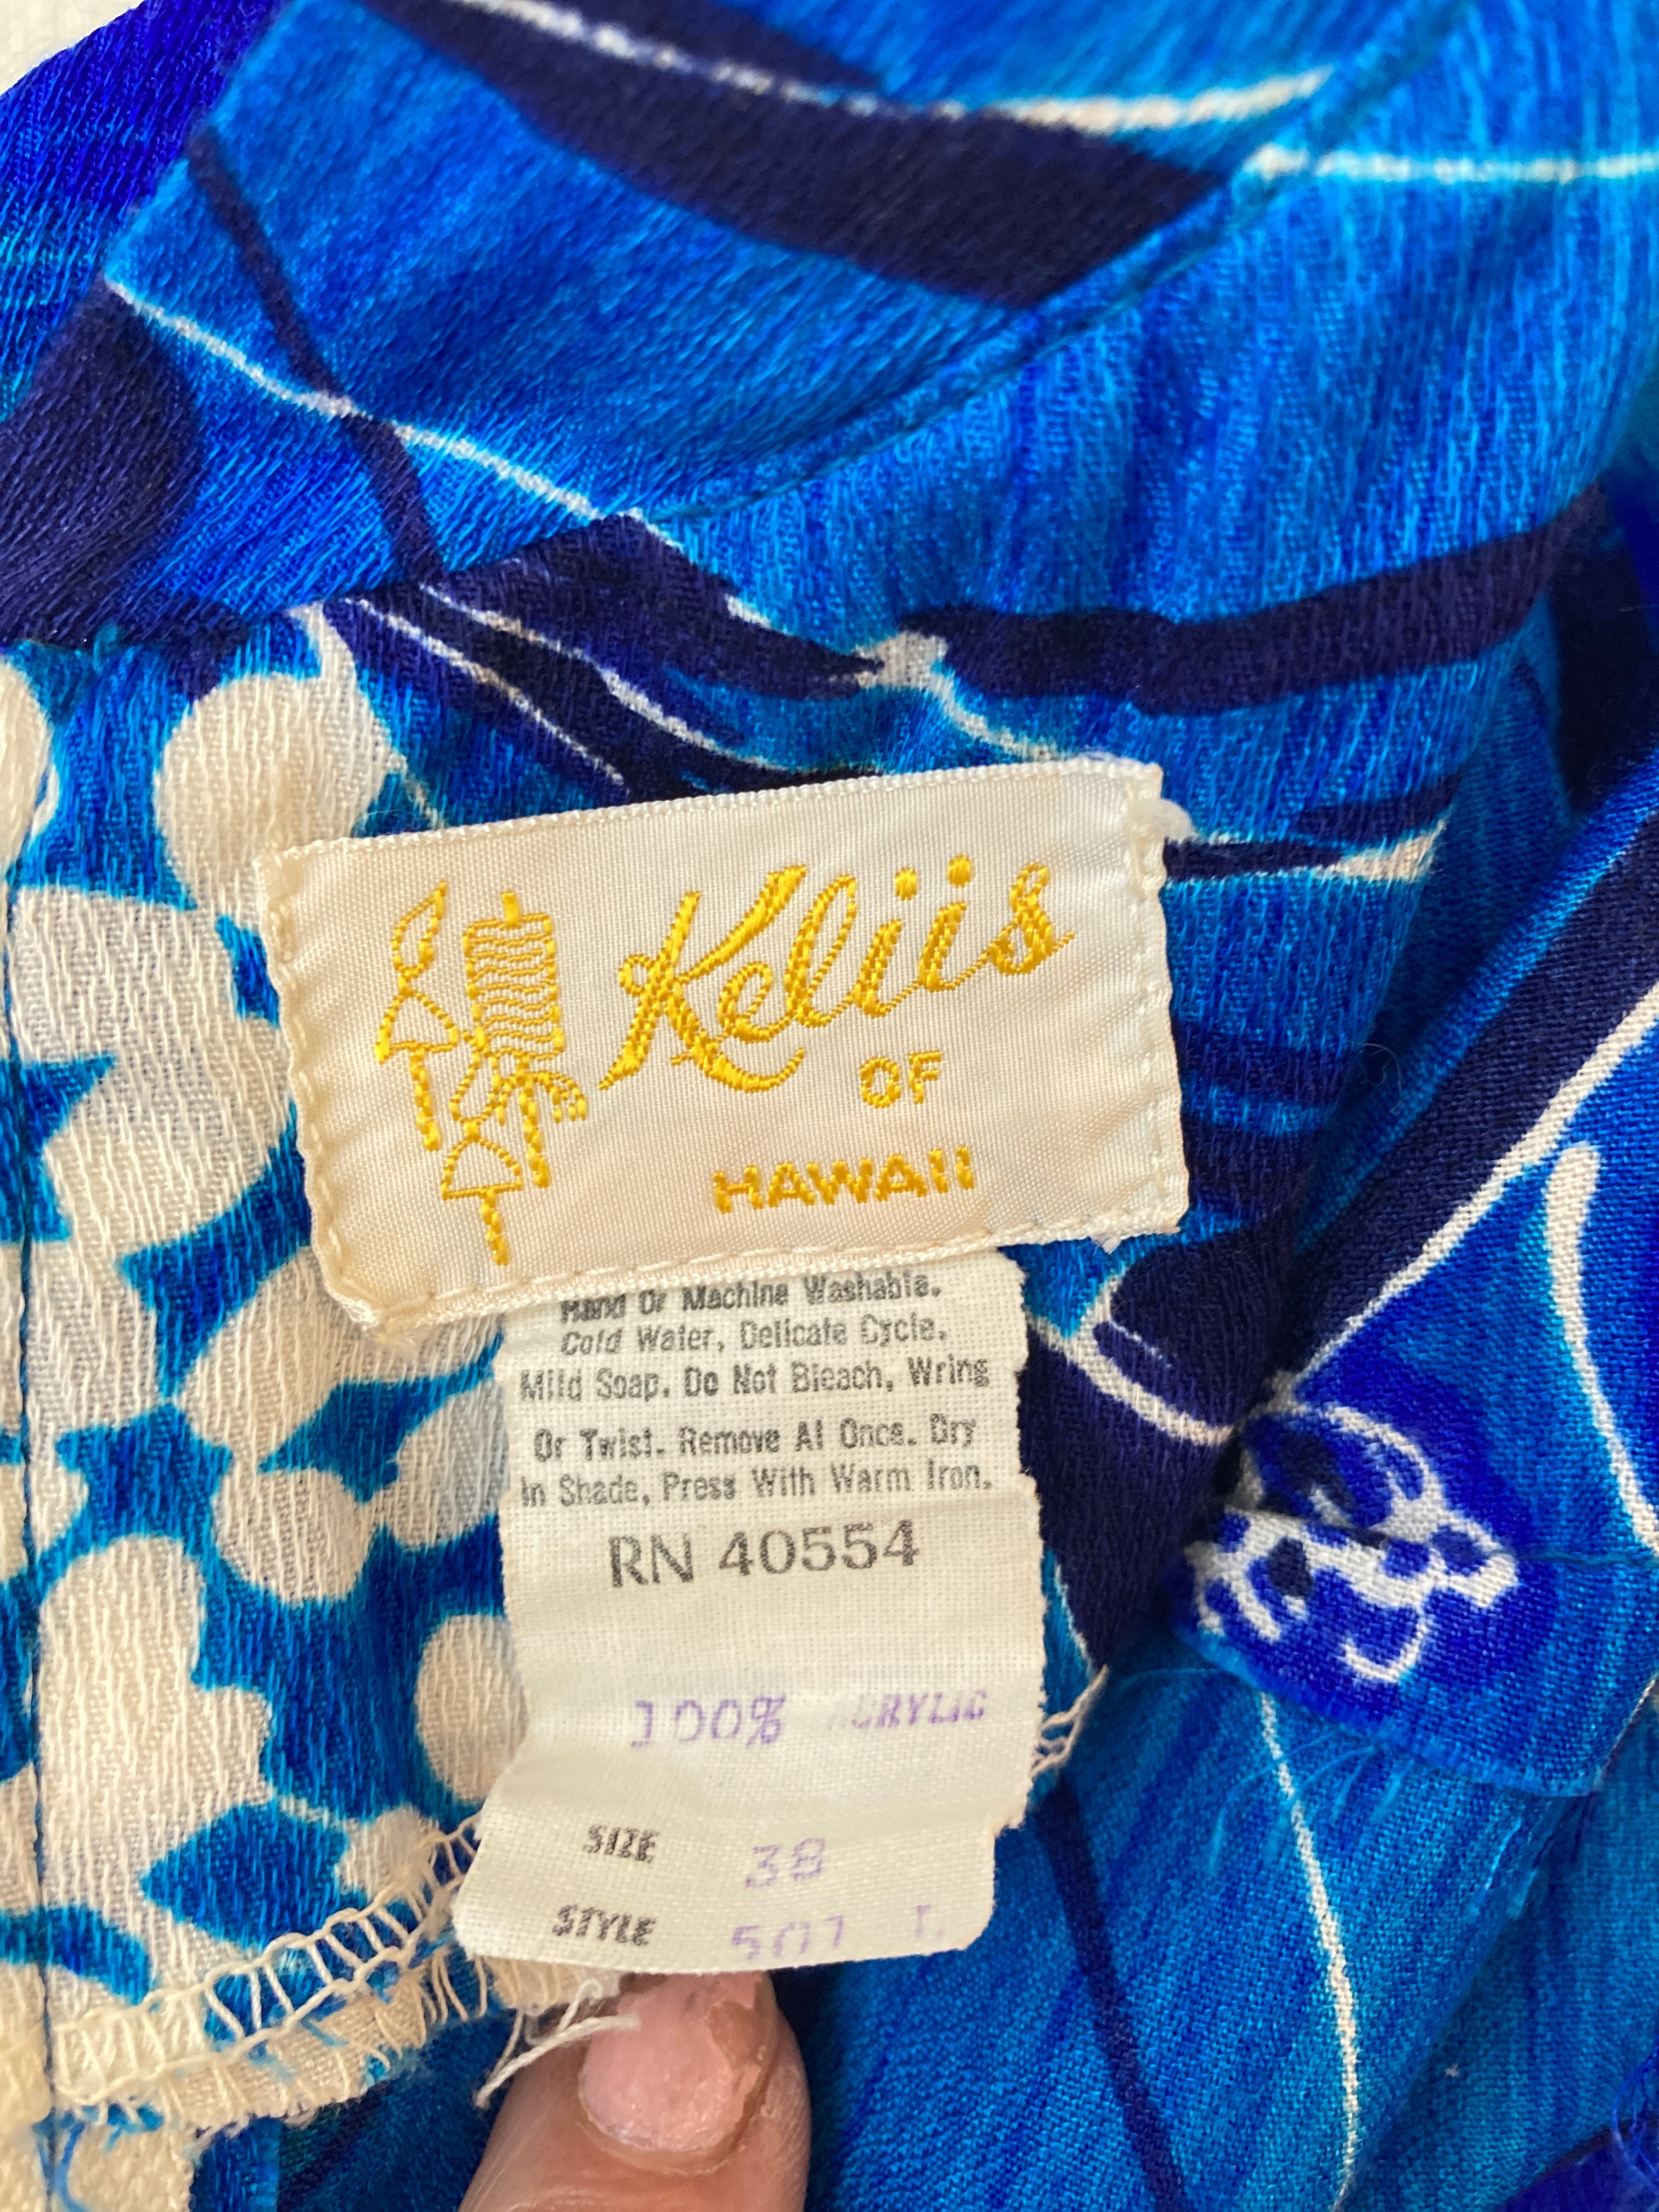 Keliis
OF
HAWAII
Hand Or Machine Washable.
Cold Water, Delicate Cycle.
Mild Soap. Do Not Bleach, Wring
Or Twist. Remove At Once. Dry
In Shade, Press With Warm Iron.
RN 40554
100% ACRYLIC
SIZE 38
STYLE 507 T.